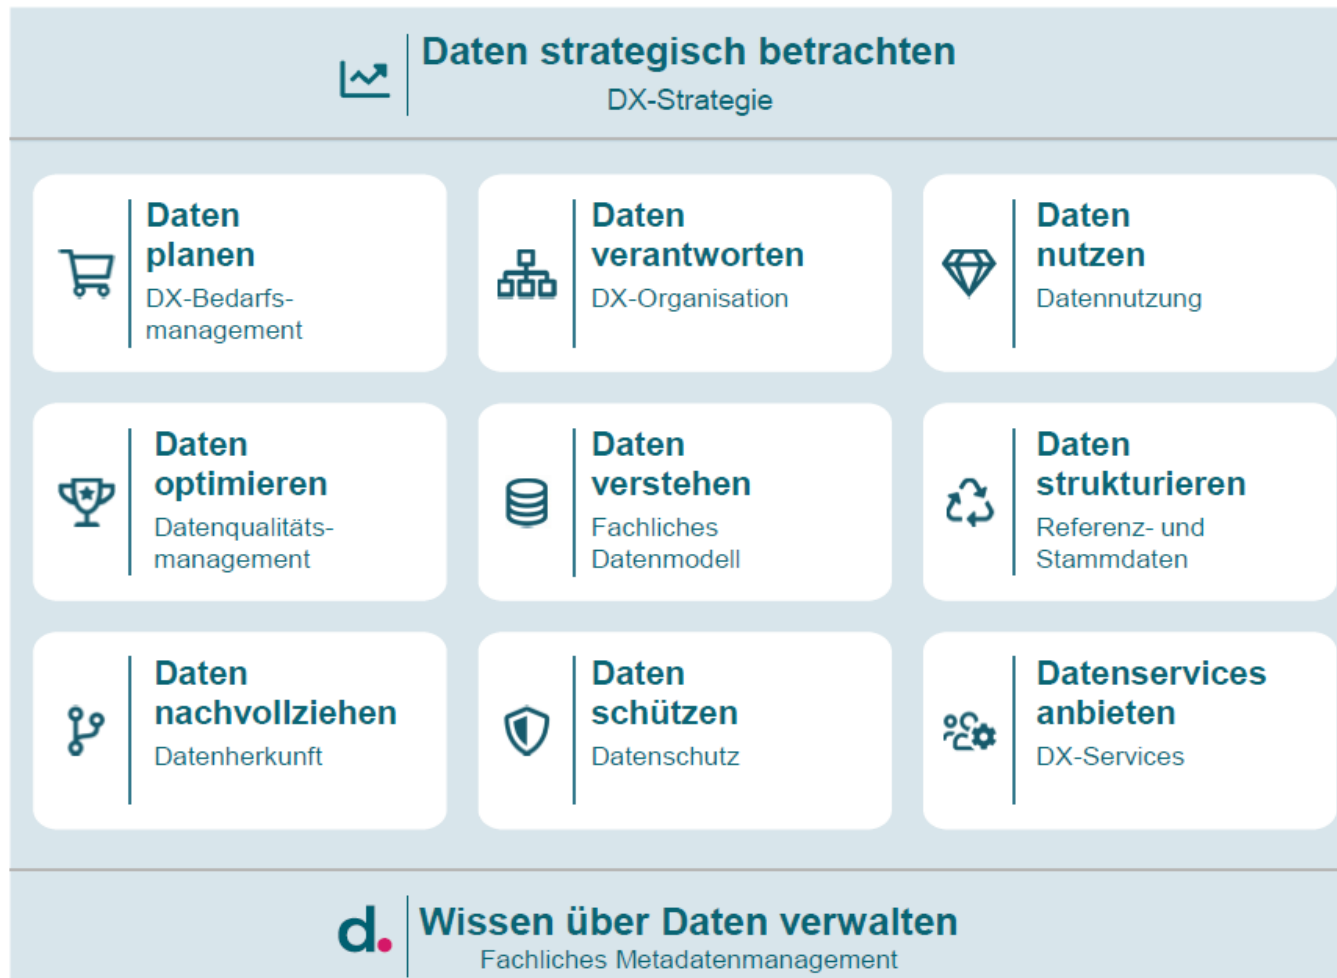 Daten strategisch betrachten
DX-Strategie
Daten
planen
DX-Bedarfs-
management
Daten
verantworten
DX-Organisation
Daten
nutzen
Datennutzung
Daten
optimieren
Datenqualitäts-
management
Daten
verstehen
Fachliches
Datenmodell
Daten
strukturieren
Referenz- und
Stammdaten
Daten
nachvollziehen
Datenherkunft
Daten
schützen
Datenschutz
Datenservices
anbieten
DX-Services
d.
Wissen über Daten verwalten
Fachliches Metadatenmanagement